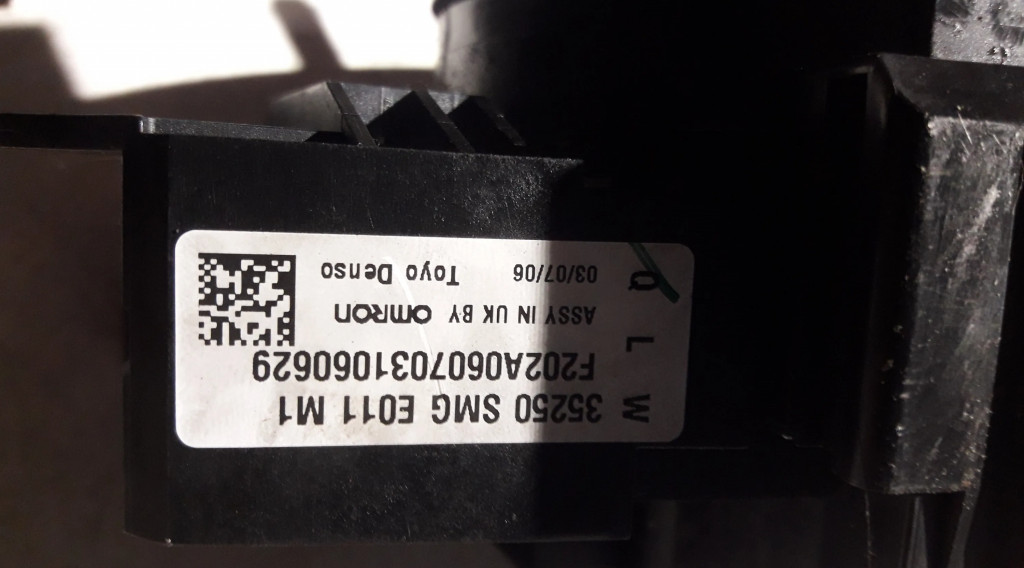 35250 SMG E011 M1
F202A0607031060629
ASSY IN UK BY OMRON
03/07/06 Toyo Denso
W L Q